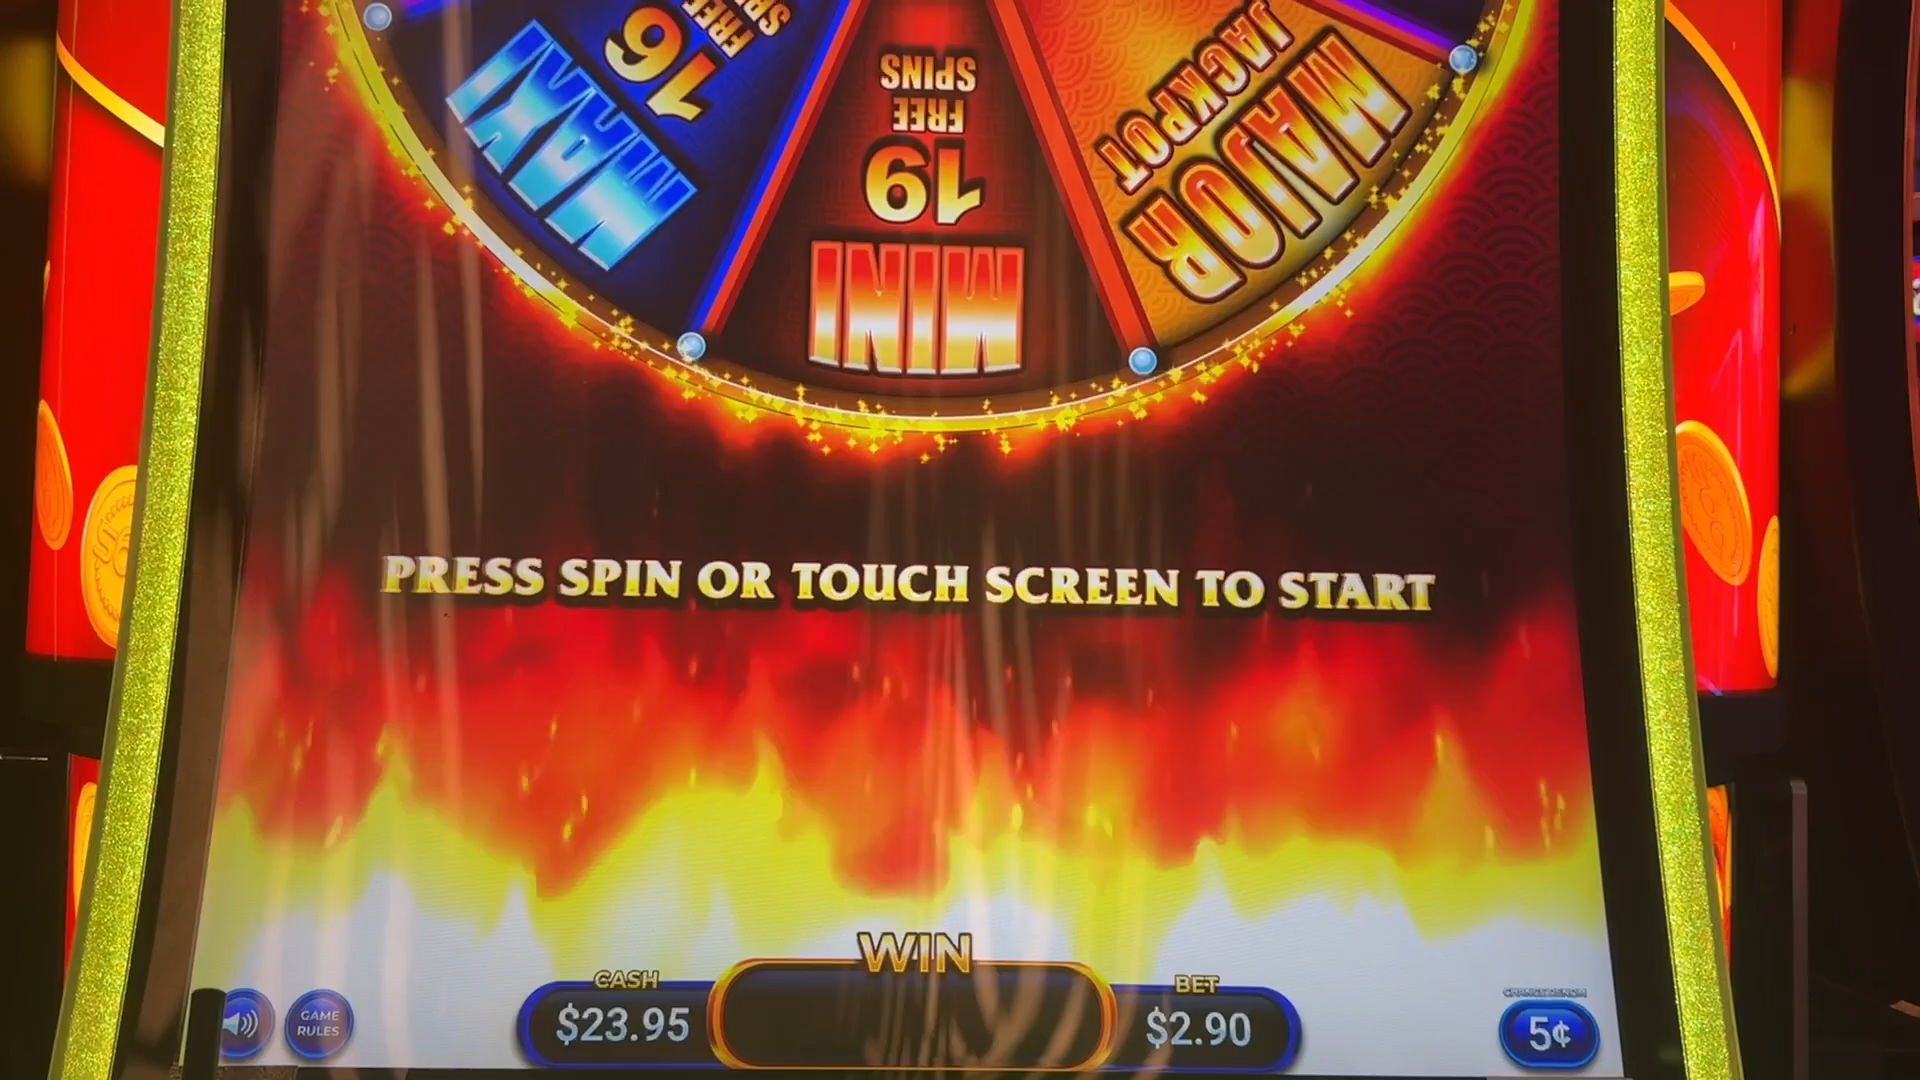 16
FREE
MAXI
19
FREE
SPINS
MINI
MAJOR
JACKPOT
PRESS SPIN OR TOUCH SCREEN TO START
WIN
CASH
$23.95
BET
$2.90
GAME
RULES
5¢